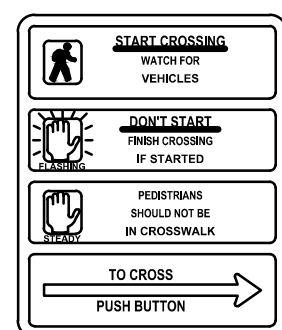 START CROSSING
WATCH FOR
VEHICLES
DON'T START
FINISH CROSSING
IF STARTED
FLASHING
PEDISTRIANS
SHOULD NOT BE
IN CROSSWALK
STEADY
TO CROSS
PUSH BUTTON